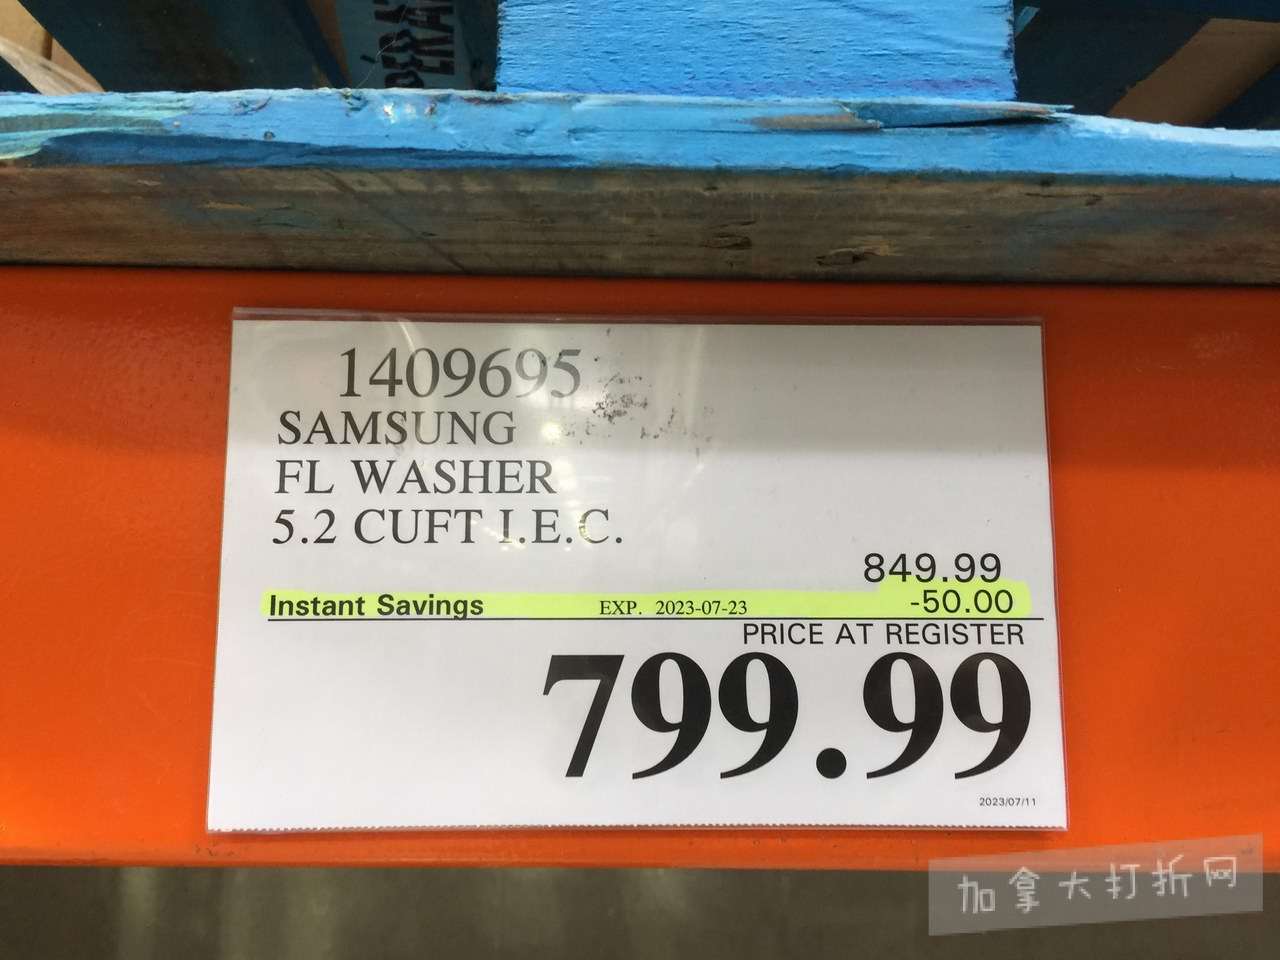 1409695
SAMSUNG
FL WASHER
5.2 CUFT I.E.C.
849.99
Instant Savings EXP. 2023-07-23 -50.00
PRICE AT REGISTER
799.99
2023/07/11
加拿大打折网